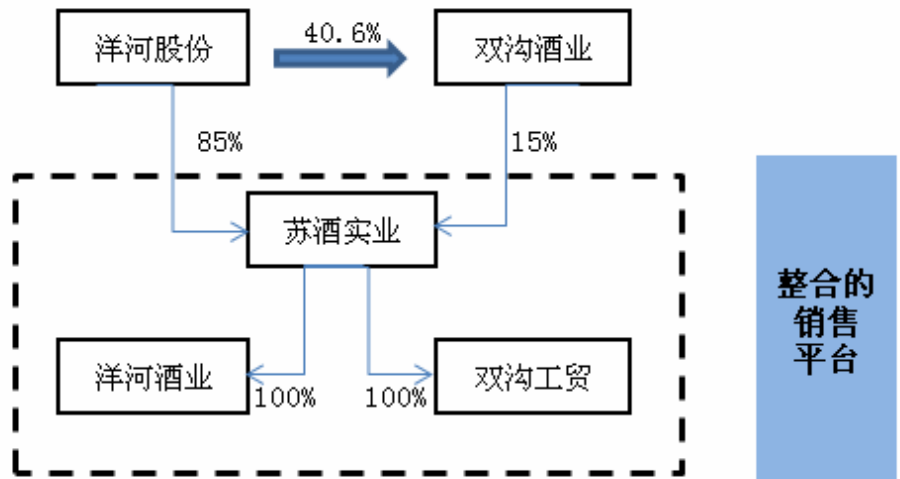 洋河股份
40.6%
双沟酒业
85%
15%
苏酒实业
洋河酒业
100%
100%
双沟工贸
整合的
销售
平台